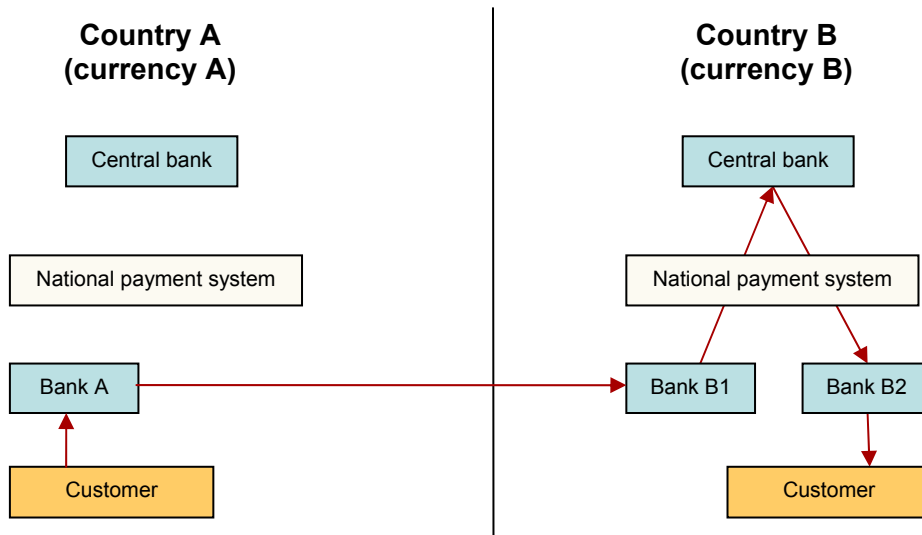 Country A
(currency A)
Country B
(currency B)
Central bank
Central bank
National payment system
National payment system
Bank A
Bank B1
Bank B2
Customer
Customer